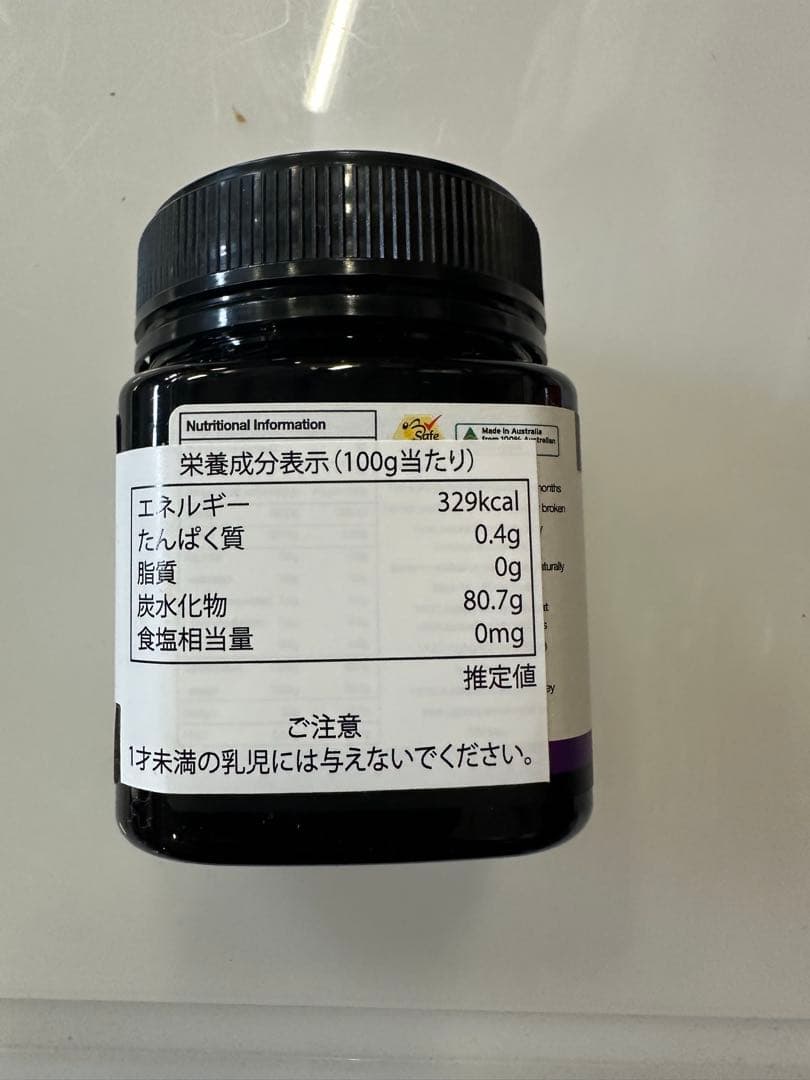 Nutritional Information
Safe
Made in Australia
from 100% Australian
栄養成分表示(100g当たり)
エネルギー 329kcal
たんぱく質 0.4g
脂質 0g
炭水化物 80.7g
食塩相当量 0mg
推定値
ご注意
1才未満の乳児には与えないでください。
months
broken